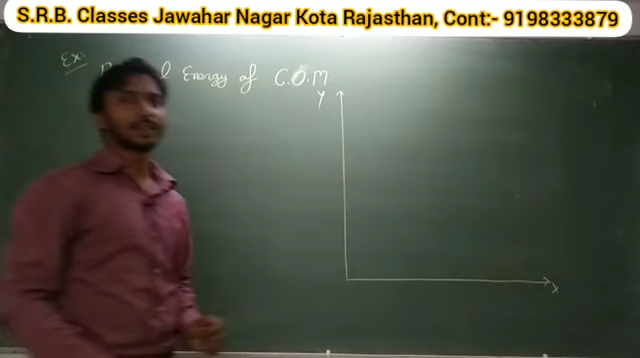 S.R.B. Classes Jawahar Nagar Kota Rajasthan, Cont:- 9198333879
Ex:
Energy of C.O.M
Y
X